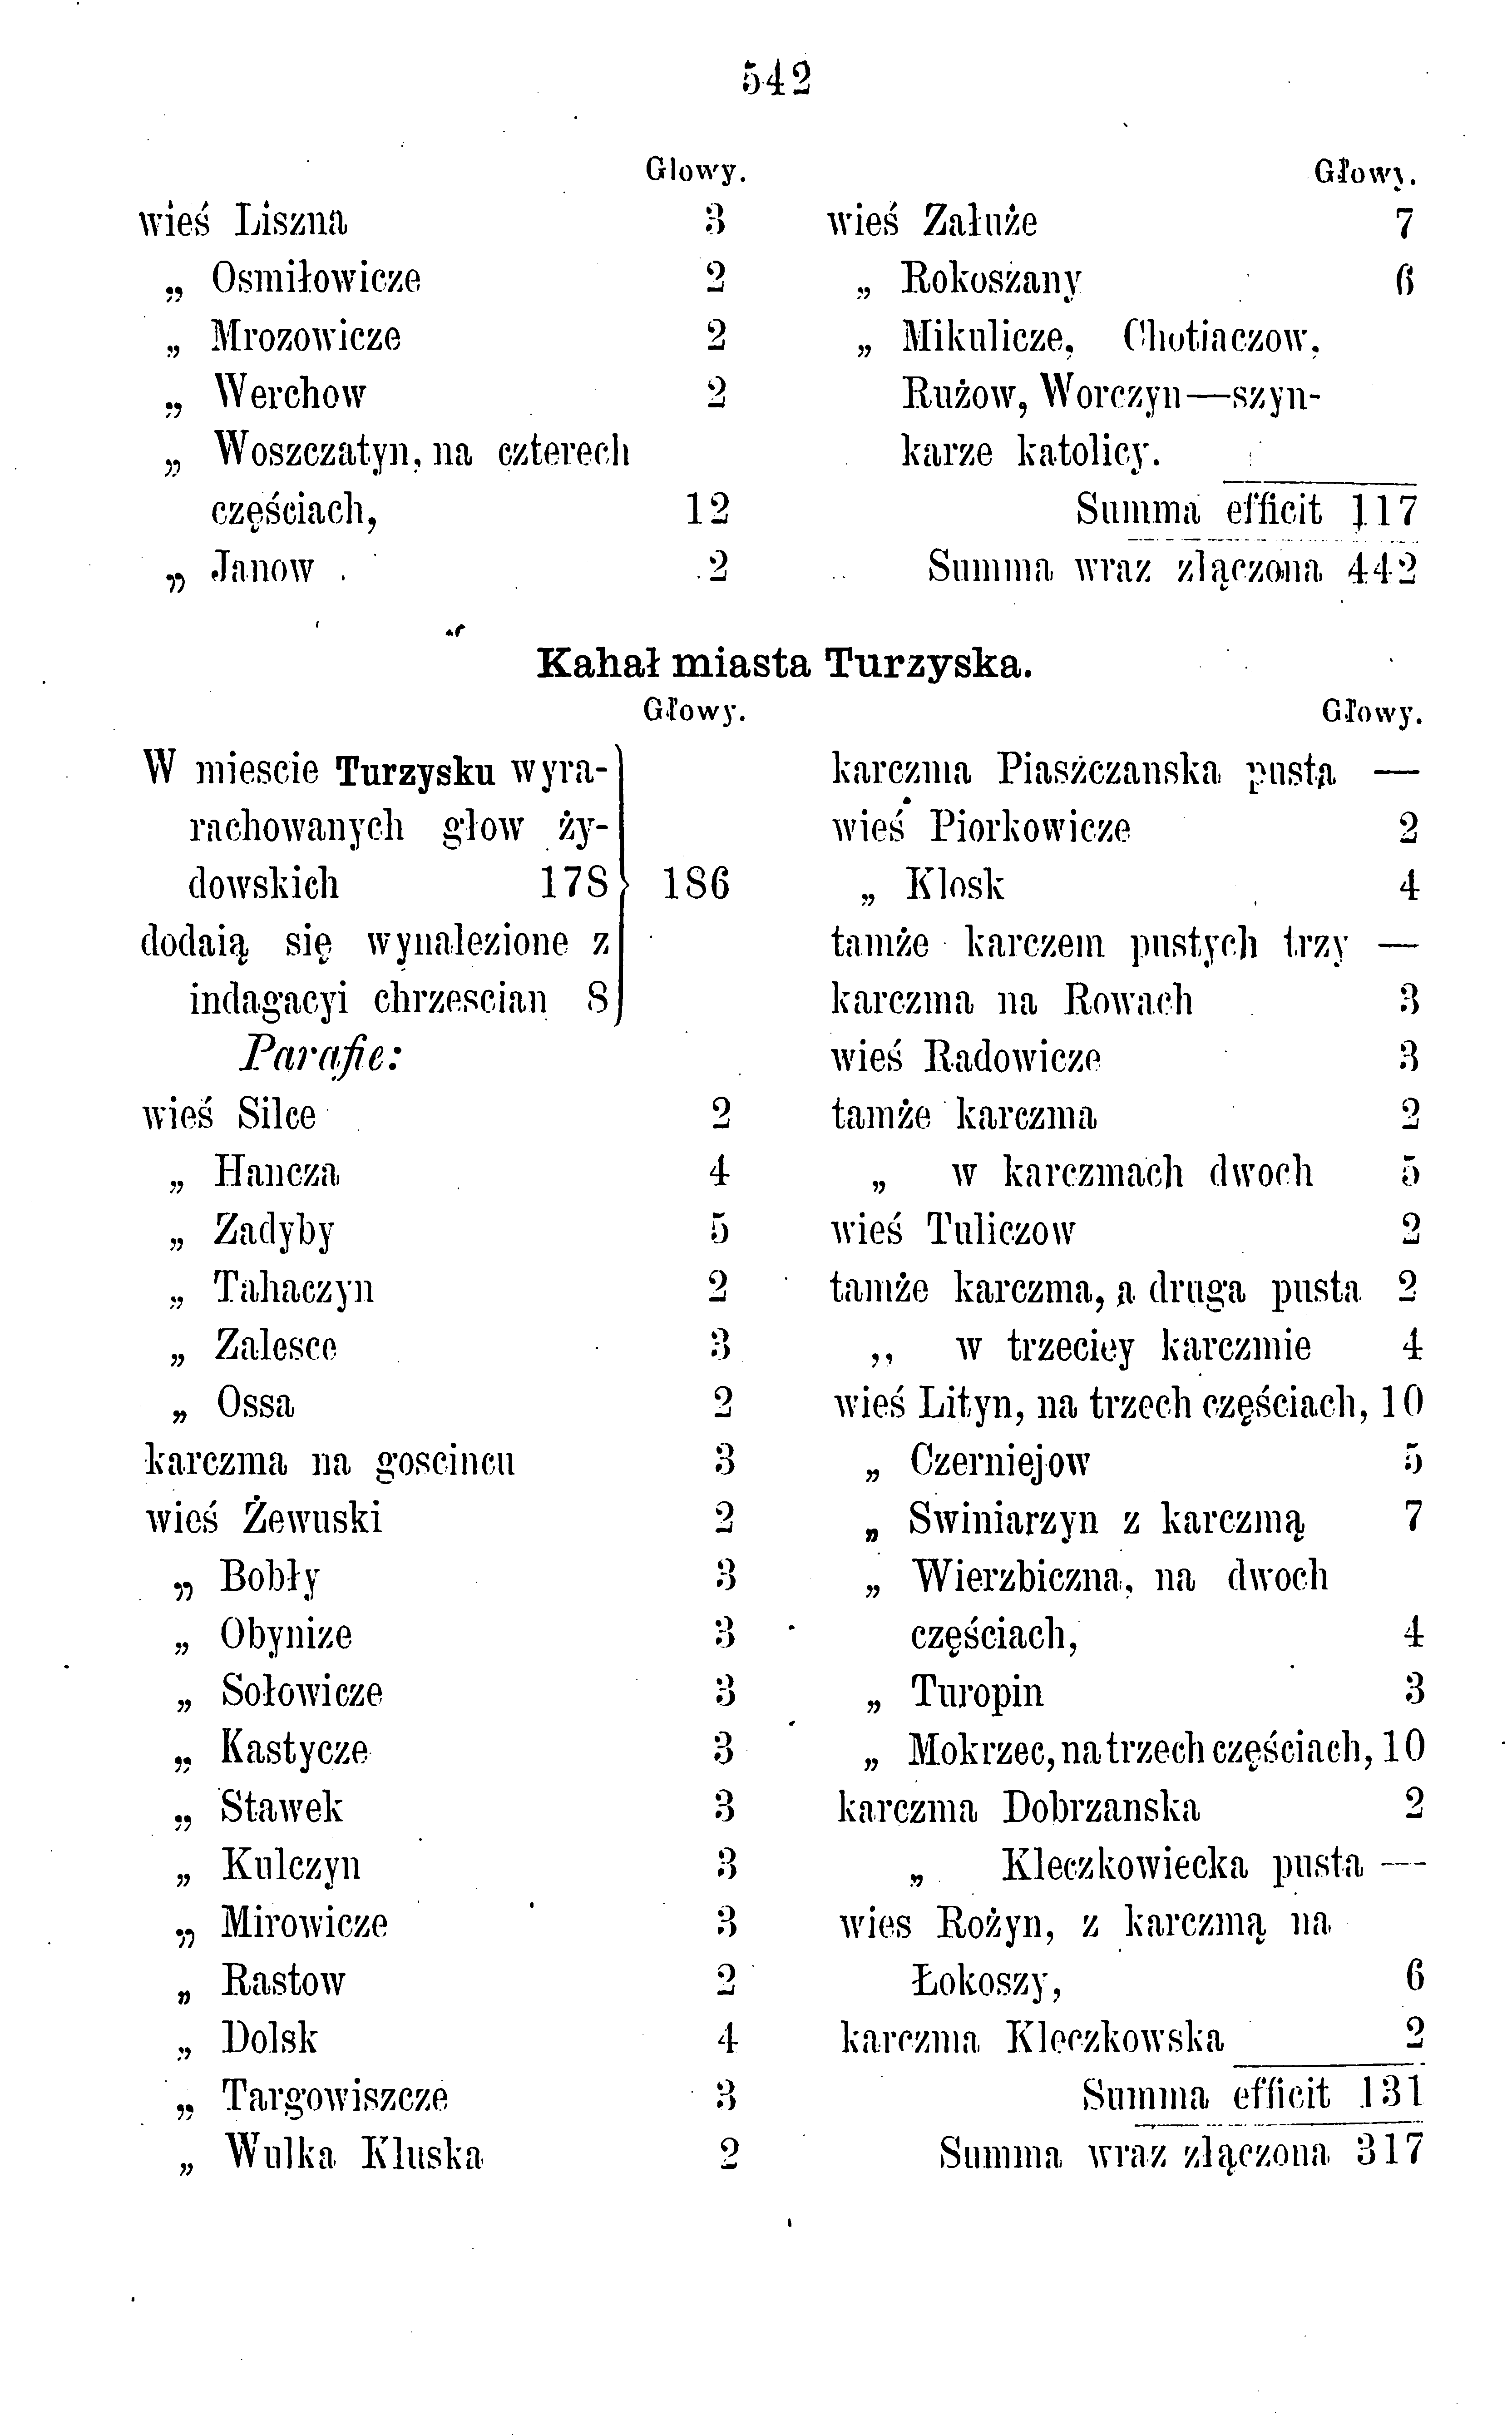 542
Glowy.
wieś Liszna 3
„ Osmiłowicze 2
„ Mrozowicze 2
„ Werchow 2
„ Woszczatyn, na czterech
częściach, 12
„ Janow 2
Głowy.
wieś Załuże 7
„ Rokoszany 6
„ Mikulicze, Chotiaczow,
Rużow, Worczyn—szyn-
karze katolicy.
Summa efficit 117
Summa wraz złączona 442
Kahał miasta Turzyska.
Głowy.
W miescie Turzysku wyra-
rachowanych głow ży-
dowskich 178 } 186
dodaią się wynalezione z
indagacyi chrzescian 8
Parafie:
wieś Silce 2
„ Hancza 4
„ Zadyby 5
„ Tahaczyn 2
„ Zalesce 3
„ Ossa 2
karczma na goscincu 3
wieś Żewuski 2
„ Bobły 3
„ Obynize 3
„ Sołowicze 3
„ Kastycze 3
„ Stawek 3
„ Kulczyn 3
„ Mirowicze 3
„ Rastow 2
„ Dolsk 4
„ Targowiszcze 3
„ Wulka Kluska 2
Głowy.
karczma Piaszczanska pusta —
wieś Piorkowicze 2
„ Klosk 4
tamże karczem pustych trzy —
karczma na Rowach 3
wieś Radowicze 3
tamże karczma 2
„ w karczmach dwoch 5
wieś Tuliczow 2
tamże karczma, a druga pusta 2
,, w trzeciey karczmie 4
wieś Lityn, na trzech częściach, 10
„ Czerniejow 5
„ Swiniarzyn z karczmą 7
„ Wierzbiczna, na dwoch
częściach, 4
„ Turopin 3
„ Mokrzec, na trzech częściach, 10
karczma Dobrzanska 2
„ Kleczkowiecka pusta —
wies Rożyn, z karczmą na
Łokoszy, 6
karczma Kleczkowska 2
Summa efficit 131
Summa wraz złączona 317